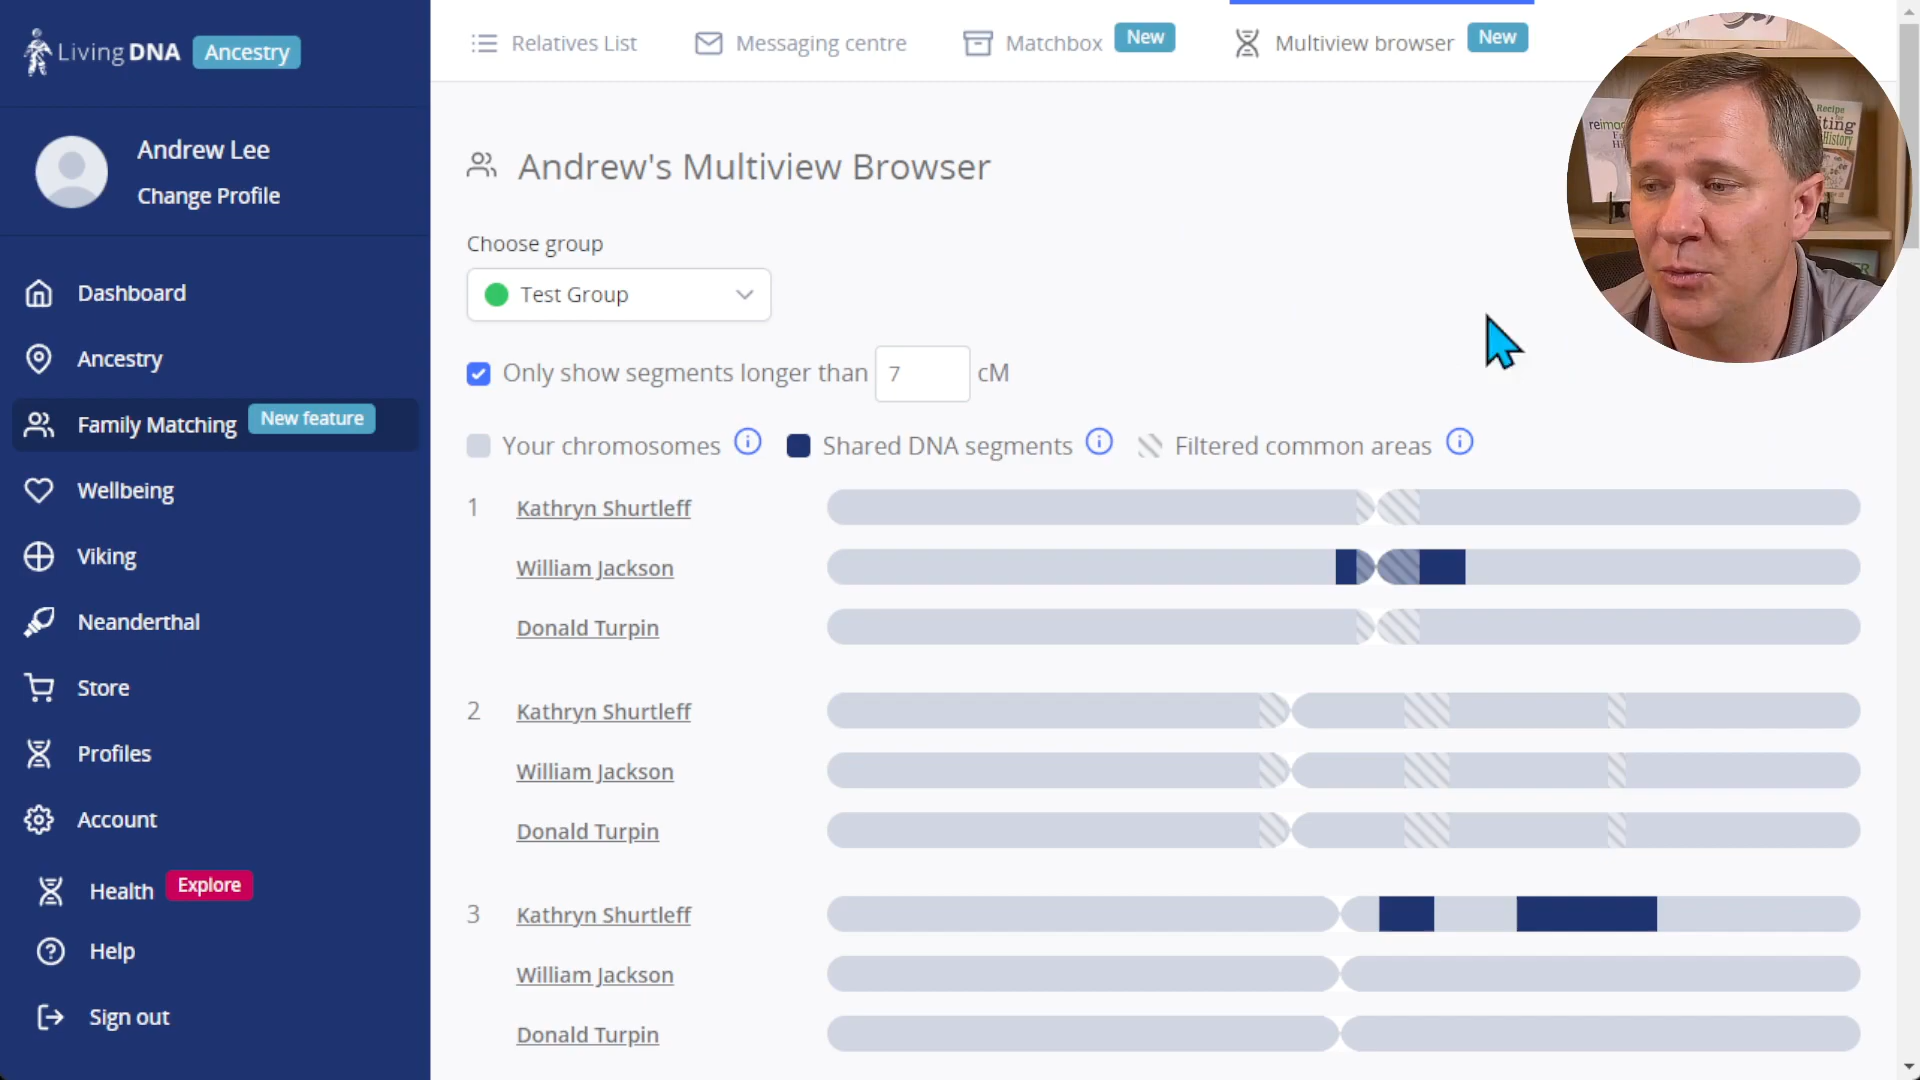 Living DNA Ancestry
Andrew Lee
Change Profile
Dashboard
Ancestry
Family Matching New feature
Wellbeing
Viking
Neanderthal
Store
Profiles
Account
Health Explore
Help
Sign out
Relatives List Messaging centre Matchbox New Multiview browser New
Andrew's Multiview Browser
Choose group
Test Group
Only show segments longer than 7 cM
Your chromosomes Shared DNA segments Filtered common areas
1 Kathryn Shurtleff
William Jackson
Donald Turpin
2 Kathryn Shurtleff
William Jackson
Donald Turpin
3 Kathryn Shurtleff
William Jackson
Donald Turpin
Recipe